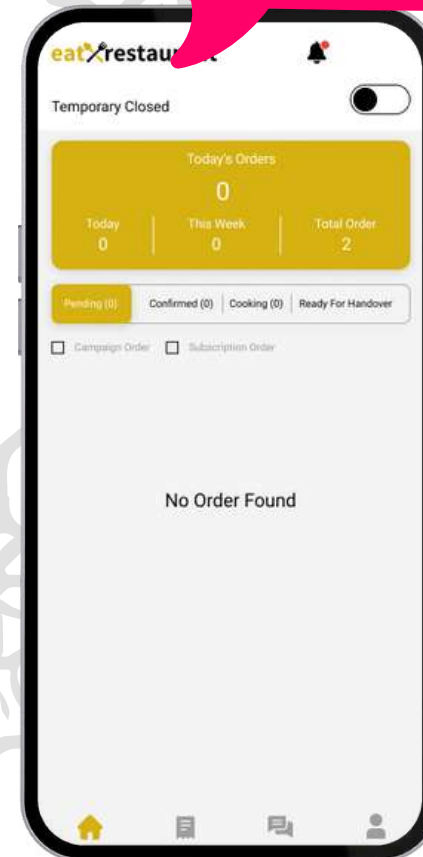 eat restaurant
Temporary Closed
Today's Orders
0
Today This Week Total Order
0 0 2
Pending (0) Confirmed (0) Cooking (0) Ready For Handover
Campaign Order Subscription Order
No Order Found